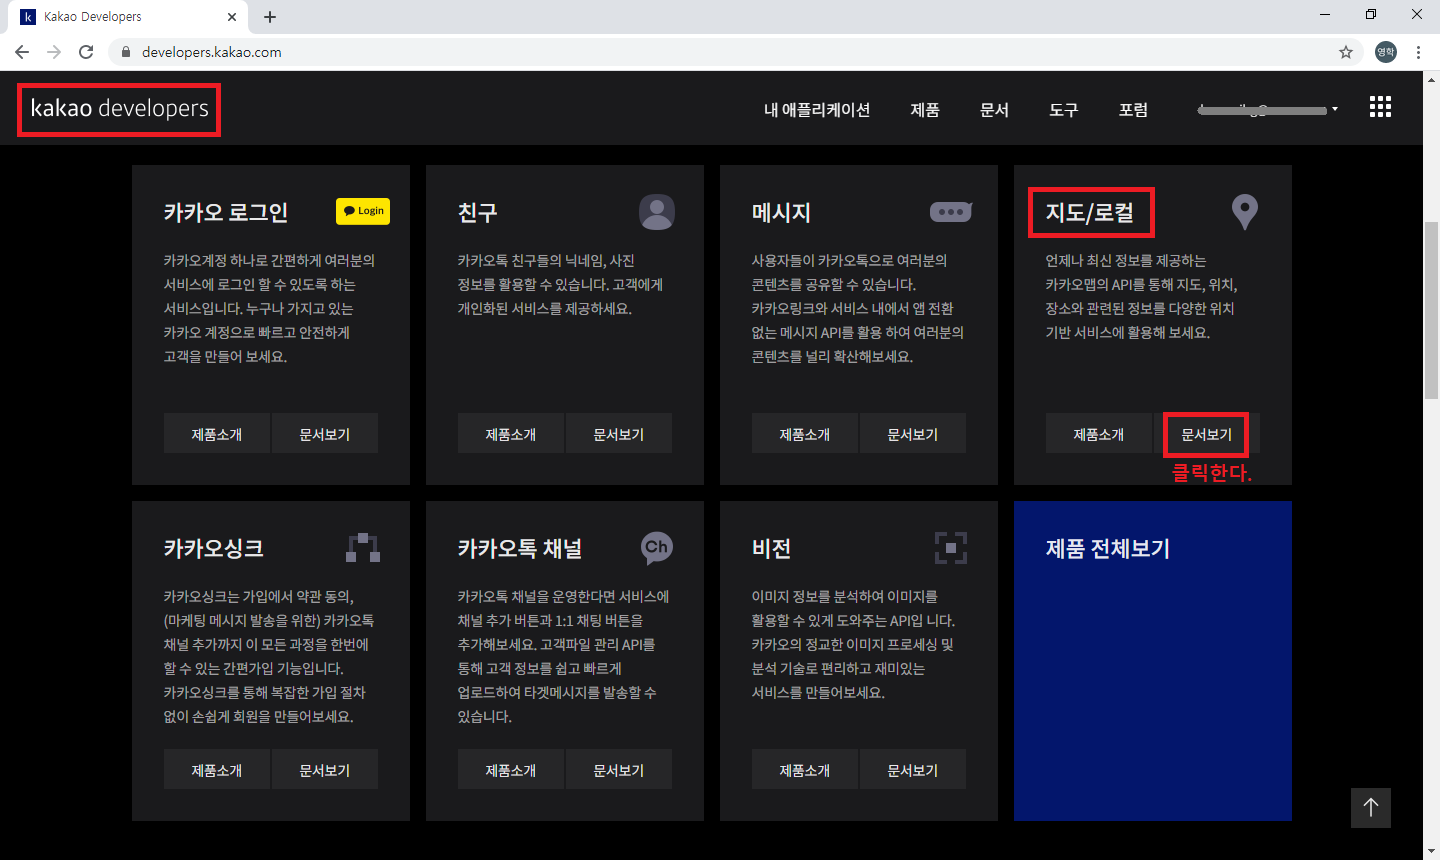 Kakao Developers
developers.kakao.com
영학
kakao developers
내 애플리케이션 제품 문서 도구 포럼
카카오 로그인
Login
카카오계정 하나로 간편하게 여러분의
서비스에 로그인 할 수 있도록 하는
서비스입니다. 누구나 가지고 있는
카카오 계정으로 빠르고 안전하게
고객을 만들어 보세요.
제품소개 문서보기
친구
카카오톡 친구들의 닉네임, 사진
정보를 활용할 수 있습니다. 고객에게
개인화된 서비스를 제공하세요.
제품소개 문서보기
메시지
사용자들이 카카오톡으로 여러분의
콘텐츠를 공유할 수 있습니다.
카카오링크와 서비스 내에서 앱 전환
없는 메시지 API를 활용 하여 여러분의
콘텐츠를 널리 확산해보세요.
제품소개 문서보기
지도/로컬
언제나 최신 정보를 제공하는
카카오맵의 API를 통해 지도, 위치,
장소와 관련된 정보를 다양한 위치
기반 서비스에 활용해 보세요.
제품소개 문서보기
클릭한다.
카카오싱크
카카오싱크는 가입에서 약관 동의,
(마케팅 메시지 발송을 위한) 카카오톡
채널 추가까지 이 모든 과정을 한번에
할 수 있는 간편가입 기능입니다.
카카오싱크를 통해 복잡한 가입 절차
없이 손쉽게 회원을 만들어보세요.
제품소개 문서보기
카카오톡 채널
Ch
카카오톡 채널을 운영한다면 서비스에
채널 추가 버튼과 1:1 채팅 버튼을
추가해보세요. 고객파일 관리 API를
통해 고객 정보를 쉽고 빠르게
업로드하여 타겟메시지를 발송할 수
있습니다.
제품소개 문서보기
비전
이미지 정보를 분석하여 이미지를
활용할 수 있게 도와주는 API입 니다.
카카오의 정교한 이미지 프로세싱 및
분석 기술로 편리하고 재미있는
서비스를 만들어보세요.
제품소개 문서보기
제품 전체보기